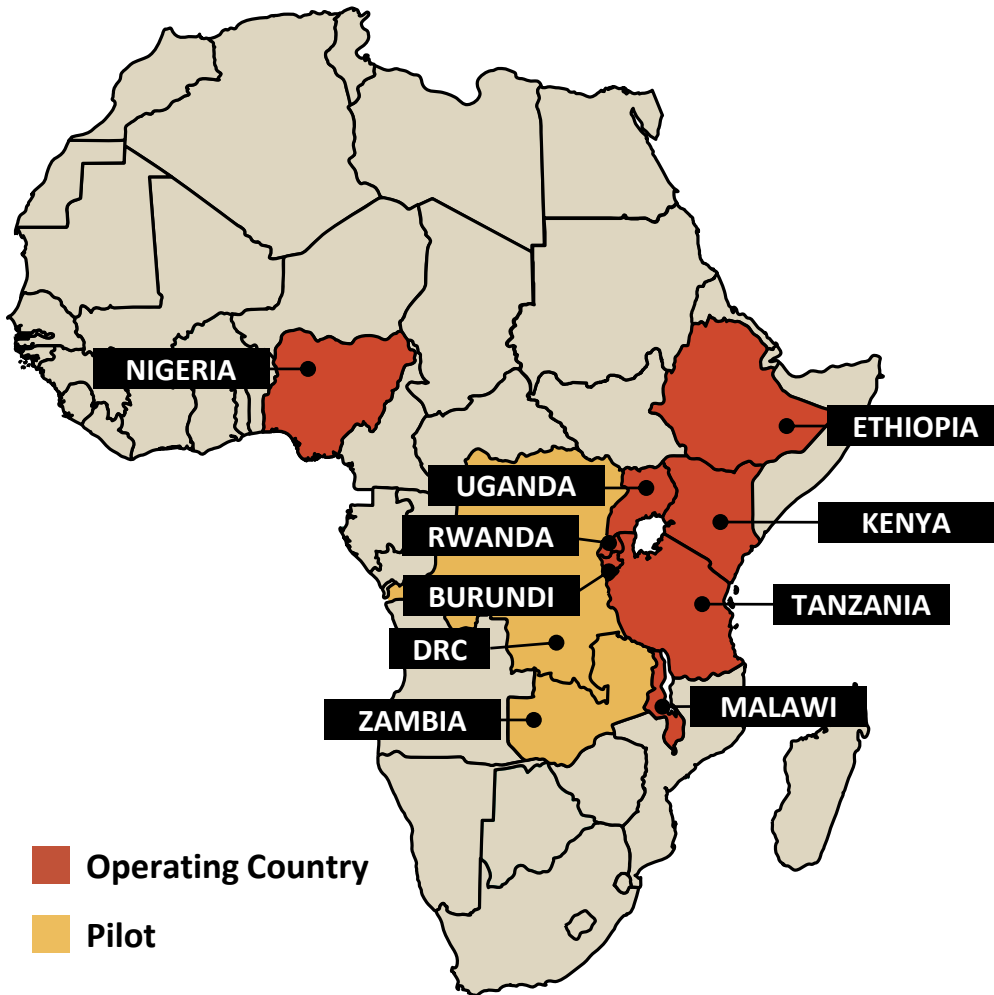 NIGERIA
ETHIOPIA
UGANDA
KENYA
RWANDA
BURUNDI
TANZANIA
DRC
MALAWI
ZAMBIA
Operating Country
Pilot